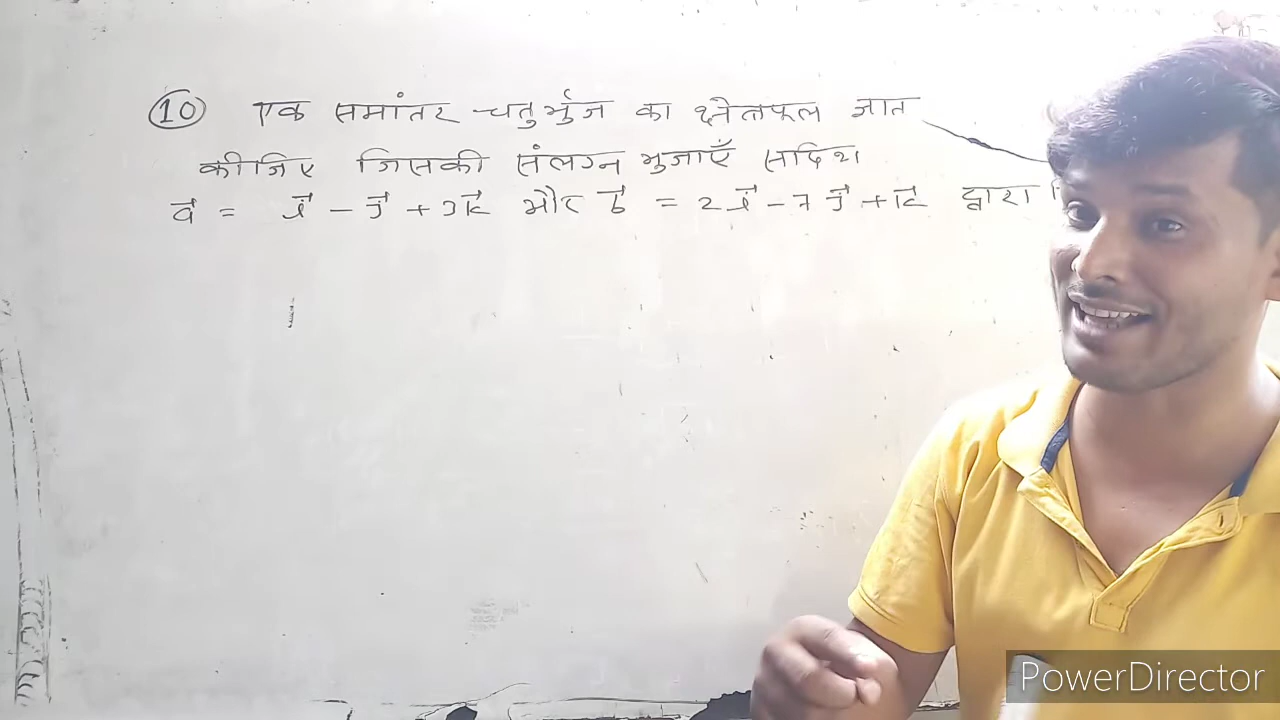 (10) एक समांतर चतुर्भुज का क्षेत्रफल ज्ञात
कीजिए जिसकी संलग्न भुजाएँ सदिश
a⃗ = i⃗ - j⃗ + 3k⃗ और b⃗ = 2i⃗ - 7j⃗ + k⃗ द्वारा
PowerDirector